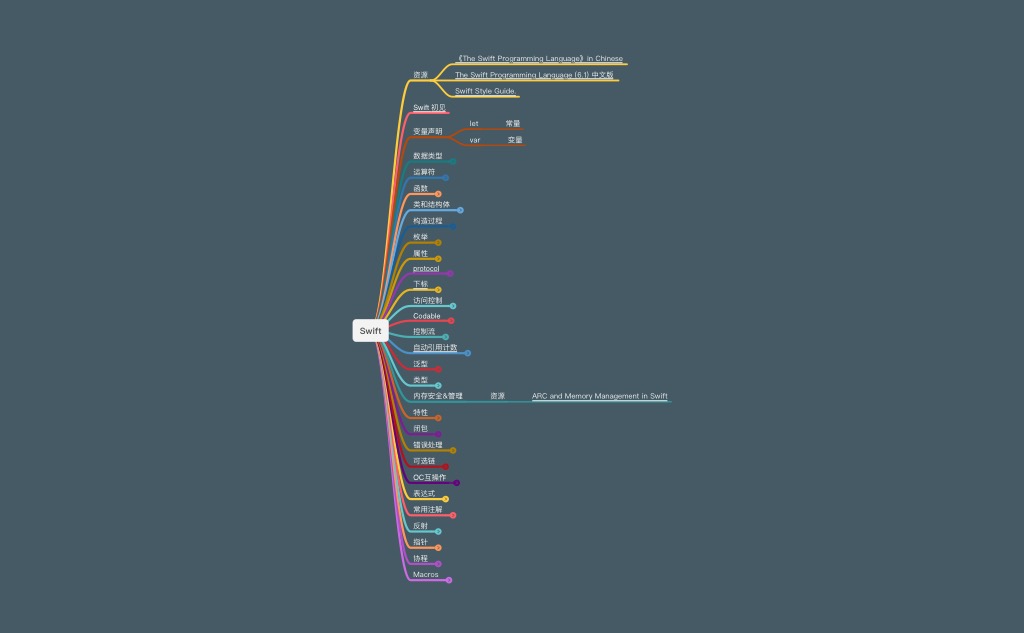 《The Swift Programming Language》in Chinese
资源
The Swift Programming Language (6.1) 中文版
Swift Style Guide.
Swift 初见
let 常量
变量声明
var 变量
数据类型
运算符
函数
类和结构体
构造过程
枚举
属性
protocol
下标
访问控制
Codable
Swift
控制流
自动引用计数
泛型
类型
内存安全&管理 资源 ARC and Memory Management in Swift
特性
闭包
错误处理
可选链
OC互操作
表达式
常用注解
反射
指针
协程
Macros